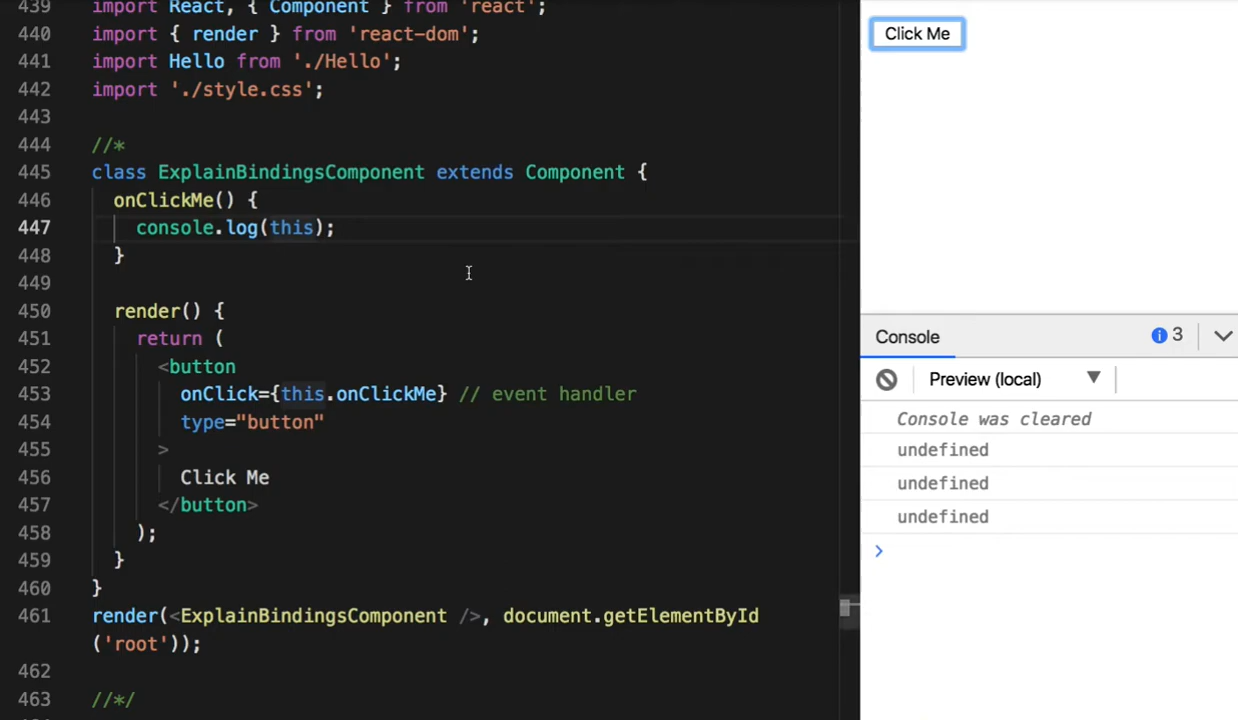 439 import React, { Component } from 'react';
440 import { render } from 'react-dom';
441 import Hello from './Hello';
442 import './style.css';
443
444 //*
445 class ExplainBindingsComponent extends Component {
446 onClickMe() {
447 console.log(this);
448 }
449
450 render() {
451 return (
452 <button
453 onClick={this.onClickMe} // event handler
454 type="button"
455 >
456 Click Me
457 </button>
458 );
459 }
460 }
461 render(<ExplainBindingsComponent />, document.getElementById
('root'));
462
463 //*/
Click Me
Console 3
Preview (local) ▼
Console was cleared
undefined
undefined
undefined
>